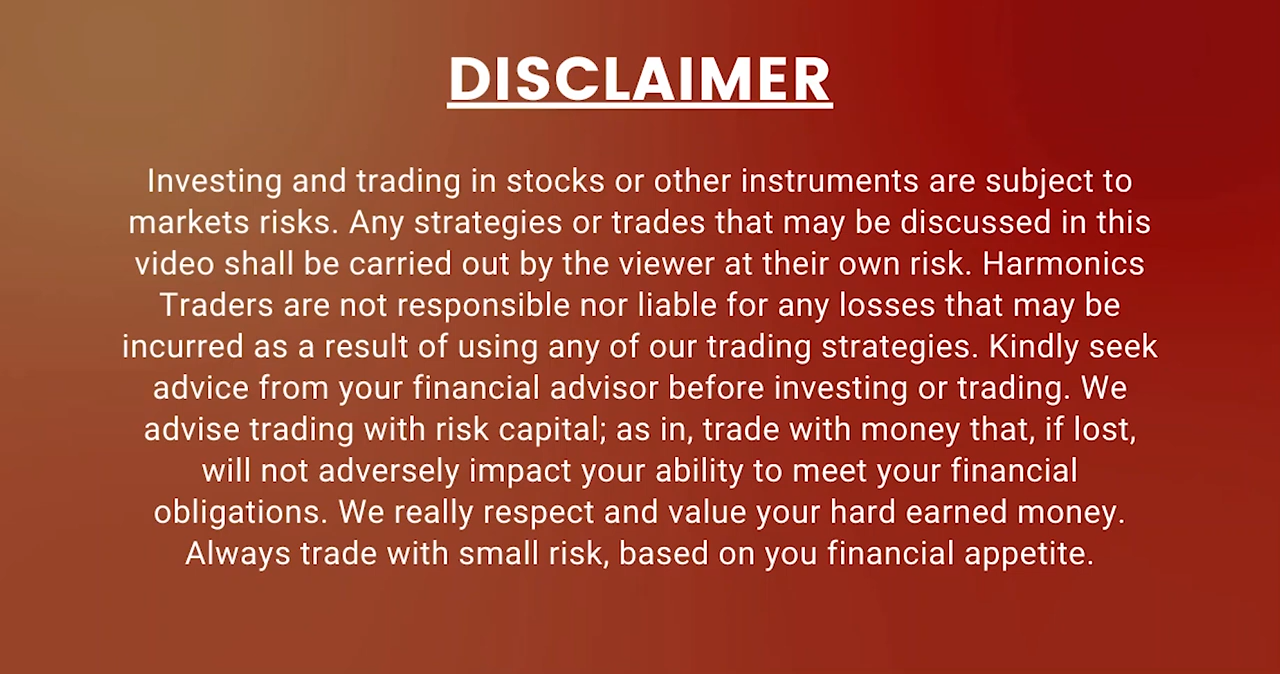 DISCLAIMER
Investing and trading in stocks or other instruments are subject to
markets risks. Any strategies or trades that may be discussed in this
video shall be carried out by the viewer at their own risk. Harmonics
Traders are not responsible nor liable for any losses that may be
incurred as a result of using any of our trading strategies. Kindly seek
advice from your financial advisor before investing or trading. We
advise trading with risk capital; as in, trade with money that, if lost,
will not adversely impact your ability to meet your financial
obligations. We really respect and value your hard earned money.
Always trade with small risk, based on you financial appetite.